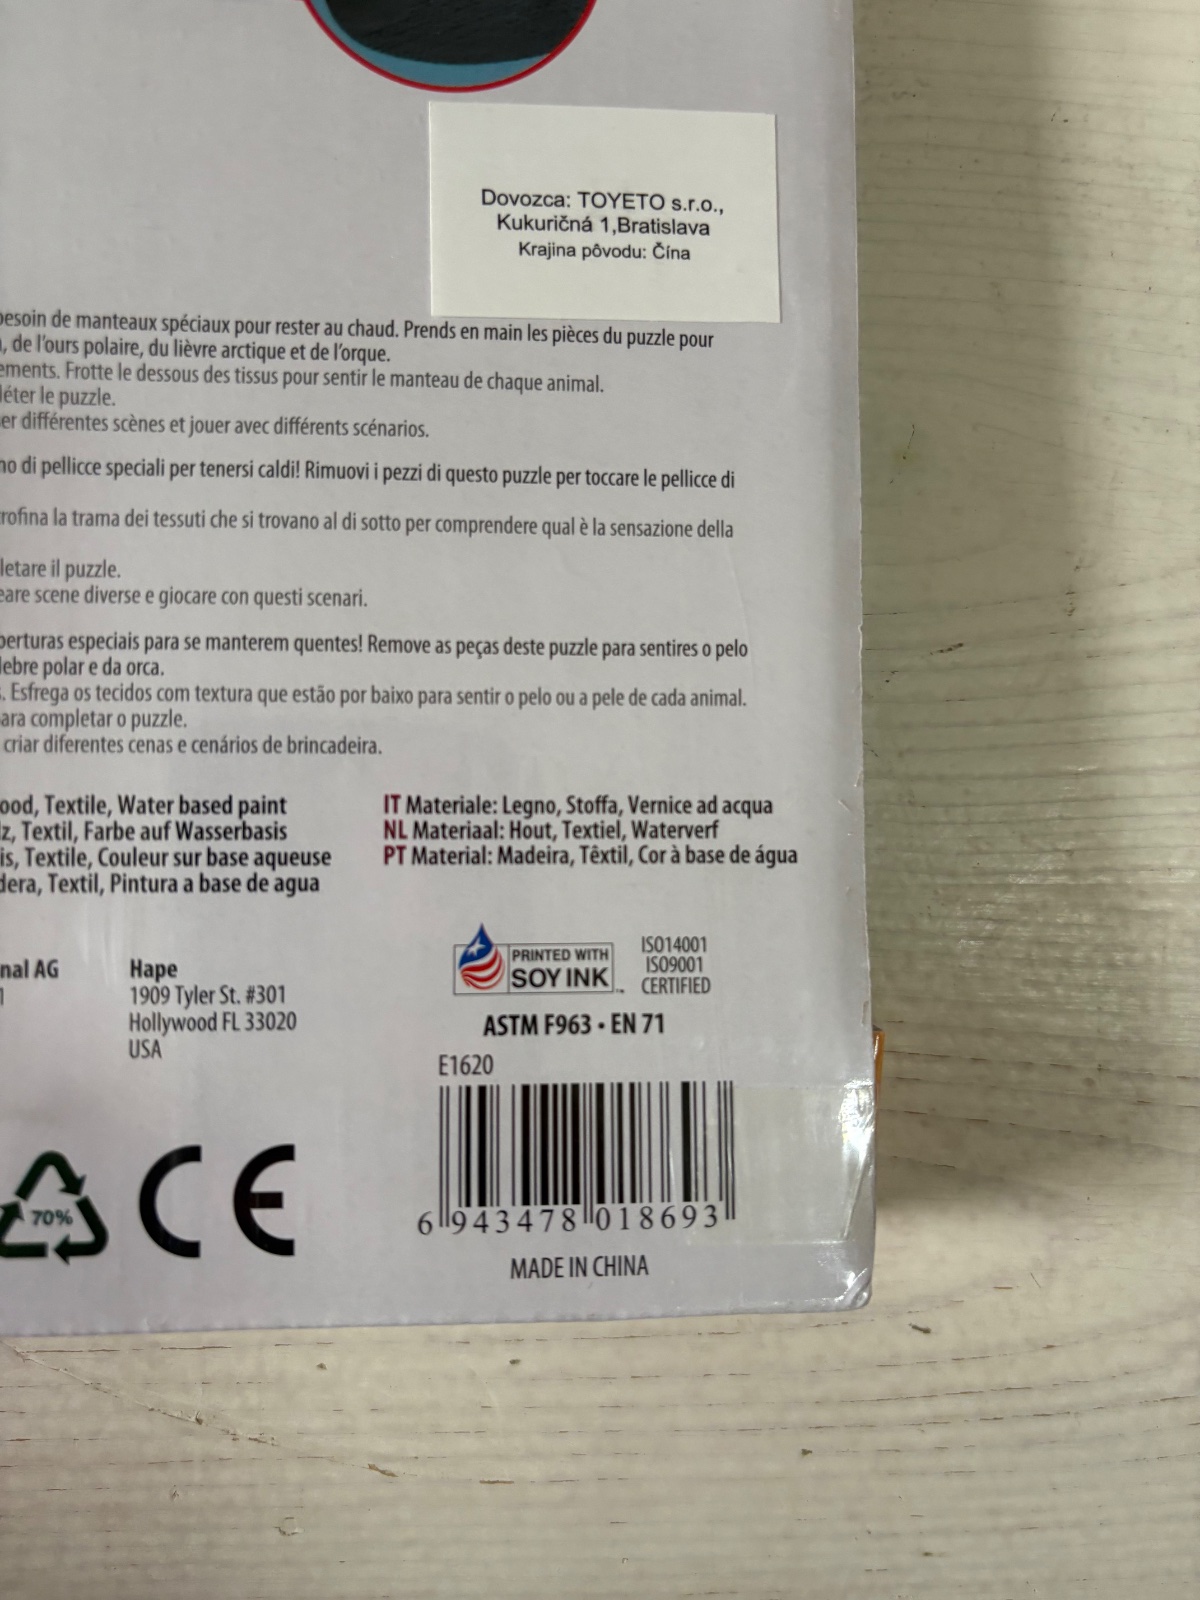 Dovozca: TOYETO s.r.o.,
Kukuričná 1,Bratislava
Krajina pôvodu: Čína
besoin de manteaux spéciaux pour rester au chaud. Prends en main les pièces du puzzle pour
, de l'ours polaire, du lièvre arctique et de l'orque.
ements. Frotte le dessous des tissus pour sentir le manteau de chaque animal.
léter le puzzle.
er différentes scènes et jouer avec différents scénarios.
no di pellicce speciali per tenersi caldi! Rimuovi i pezzi di questo puzzle per toccare le pellicce di
rofina la trama dei tessuti che si trovano al di sotto per comprendere qual è la sensazione della
letare il puzzle.
eare scene diverse e giocare con questi scenari.
perturas especiais para se manterem quentes! Remove as peças deste puzzle para sentires o pelo
lebre polar e da orca.
. Esfrega os tecidos com textura que estão por baixo para sentir o pelo ou a pele de cada animal.
ara completar o puzzle.
criar diferentes cenas e cenários de brincadeira.
ood, Textile, Water based paint
lz, Textil, Farbe auf Wasserbasis
is, Textile, Couleur sur base aqueuse
dera, Textil, Pintura a base de agua
IT Materiale: Legno, Stoffa, Vernice ad acqua
NL Materiaal: Hout, Textiel, Waterverf
PT Material: Madeira, Têxtil, Cor à base de água
nal AG
1
Hape
1909 Tyler St. #301
Hollywood FL 33020
USA
PRINTED WITH
SOY INK™
ISO14001
ISO9001
CERTIFIED
ASTM F963 • EN 71
E1620
6 943478 018693
MADE IN CHINA
70%
CE